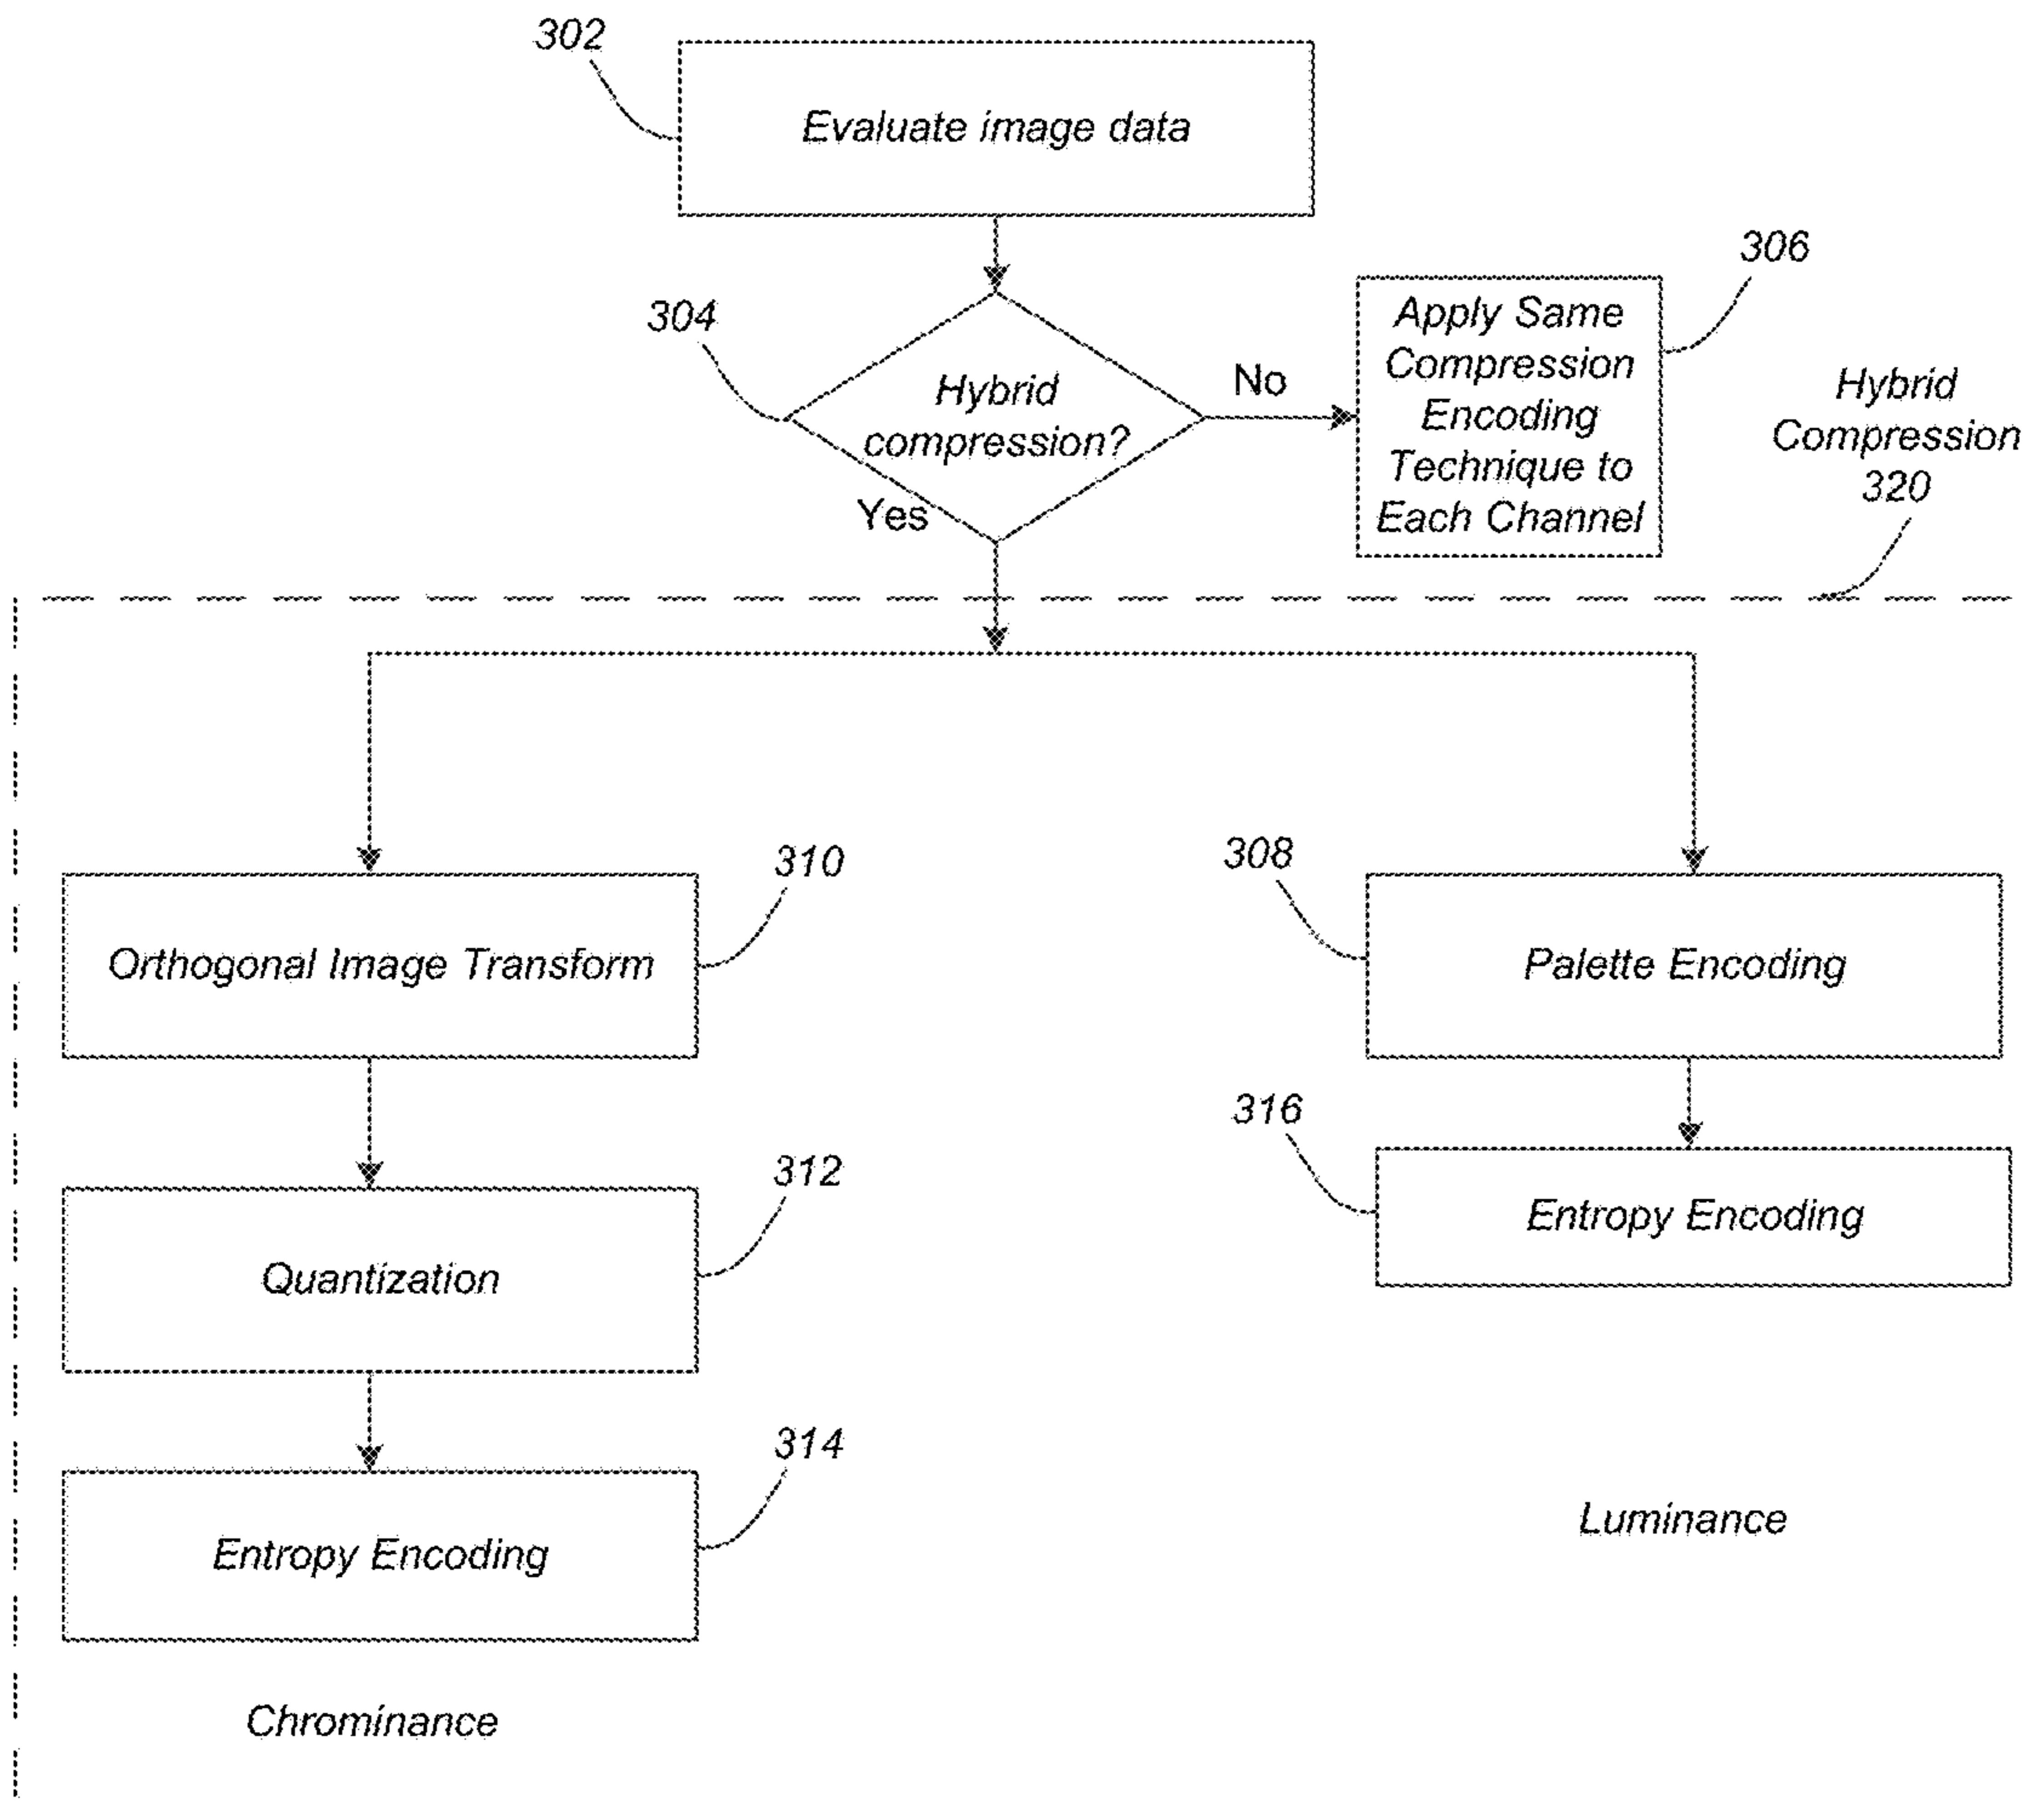 302
Evaluate image data
306
304
Apply Same
Compression
Encoding
Technique to
Each Channel
Hybrid
compression?
No
Yes
Hybrid
Compression
320
310
308
Orthogonal Image Transform
Palette Encoding
316
312
Entropy Encoding
Quantization
314
Entropy Encoding
Luminance
Chrominance